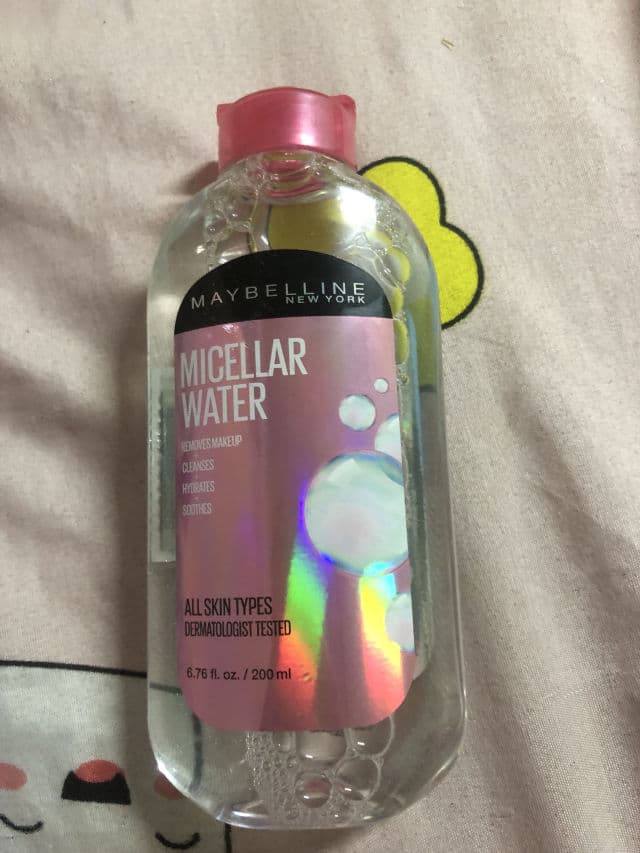 MAYBELLINE
NEW YORK
MICELLAR
WATER
REMOVES MAKEUP
CLEANSES
HYDRATES
SOOTHES
ALL SKIN TYPES
DERMATOLOGIST TESTED
6.76 fl. oz. / 200 ml